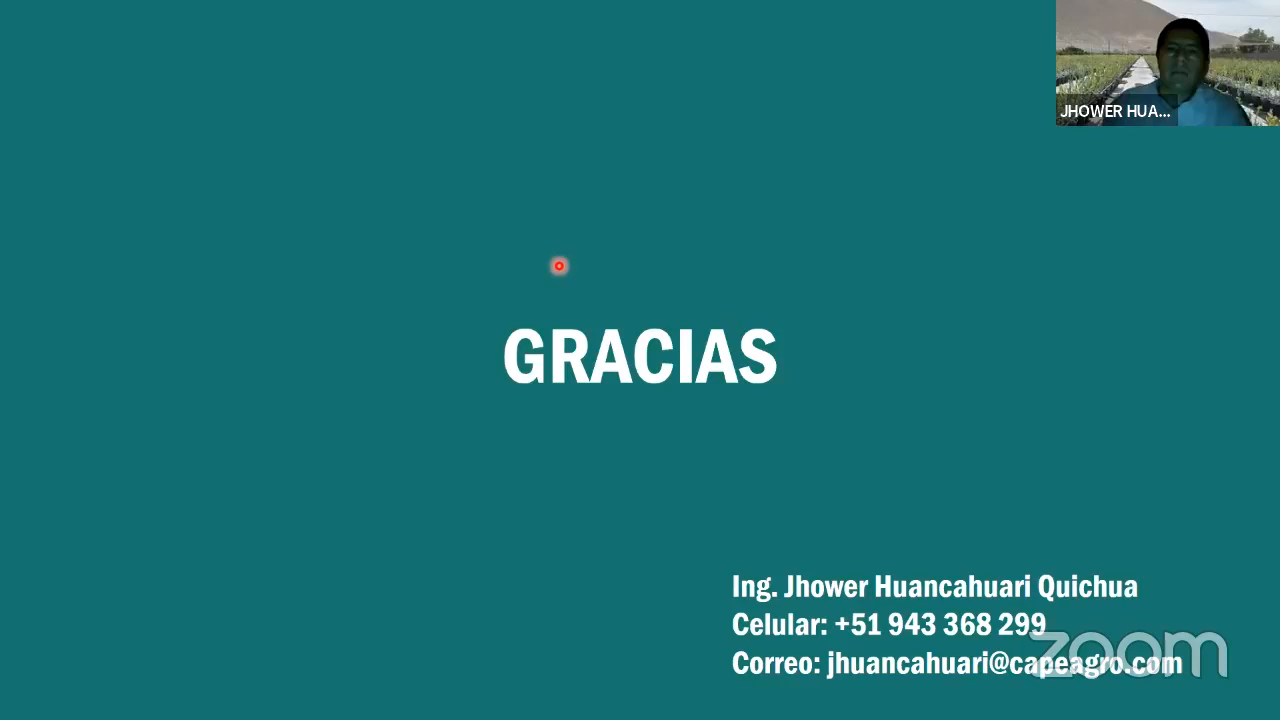 JHOWER HUA...
GRACIAS
Ing. Jhower Huancahuari Quichua
Celular: +51 943 368 299
Correo: jhuancahuari@capeagro.com
zoom